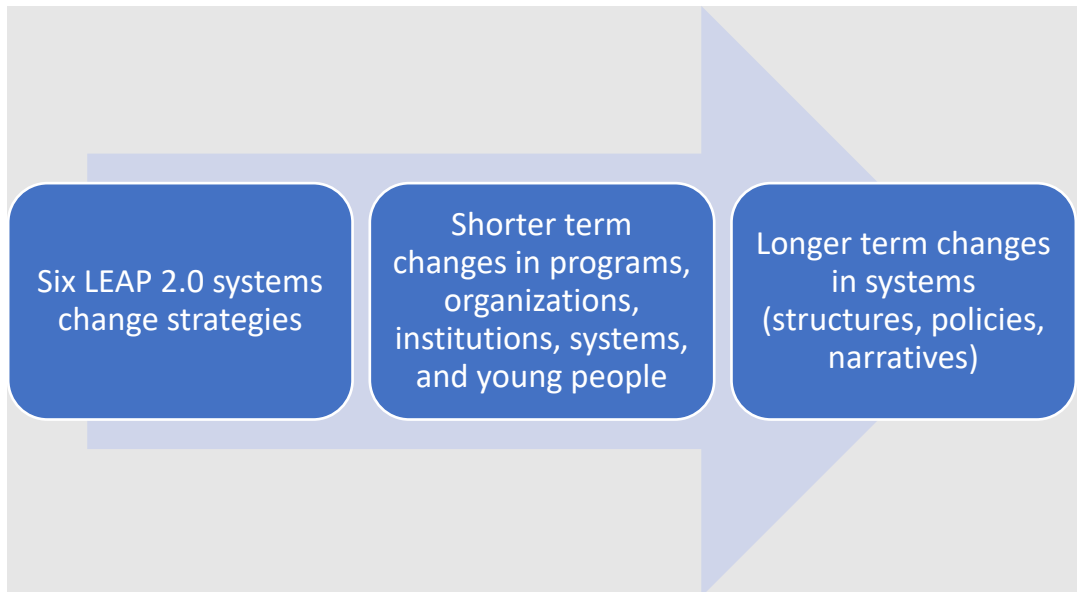 Six LEAP 2.0 systems
change strategies
Shorter term
changes in programs,
organizations,
institutions, systems,
and young people
Longer term changes
in systems
(structures, policies,
narratives)